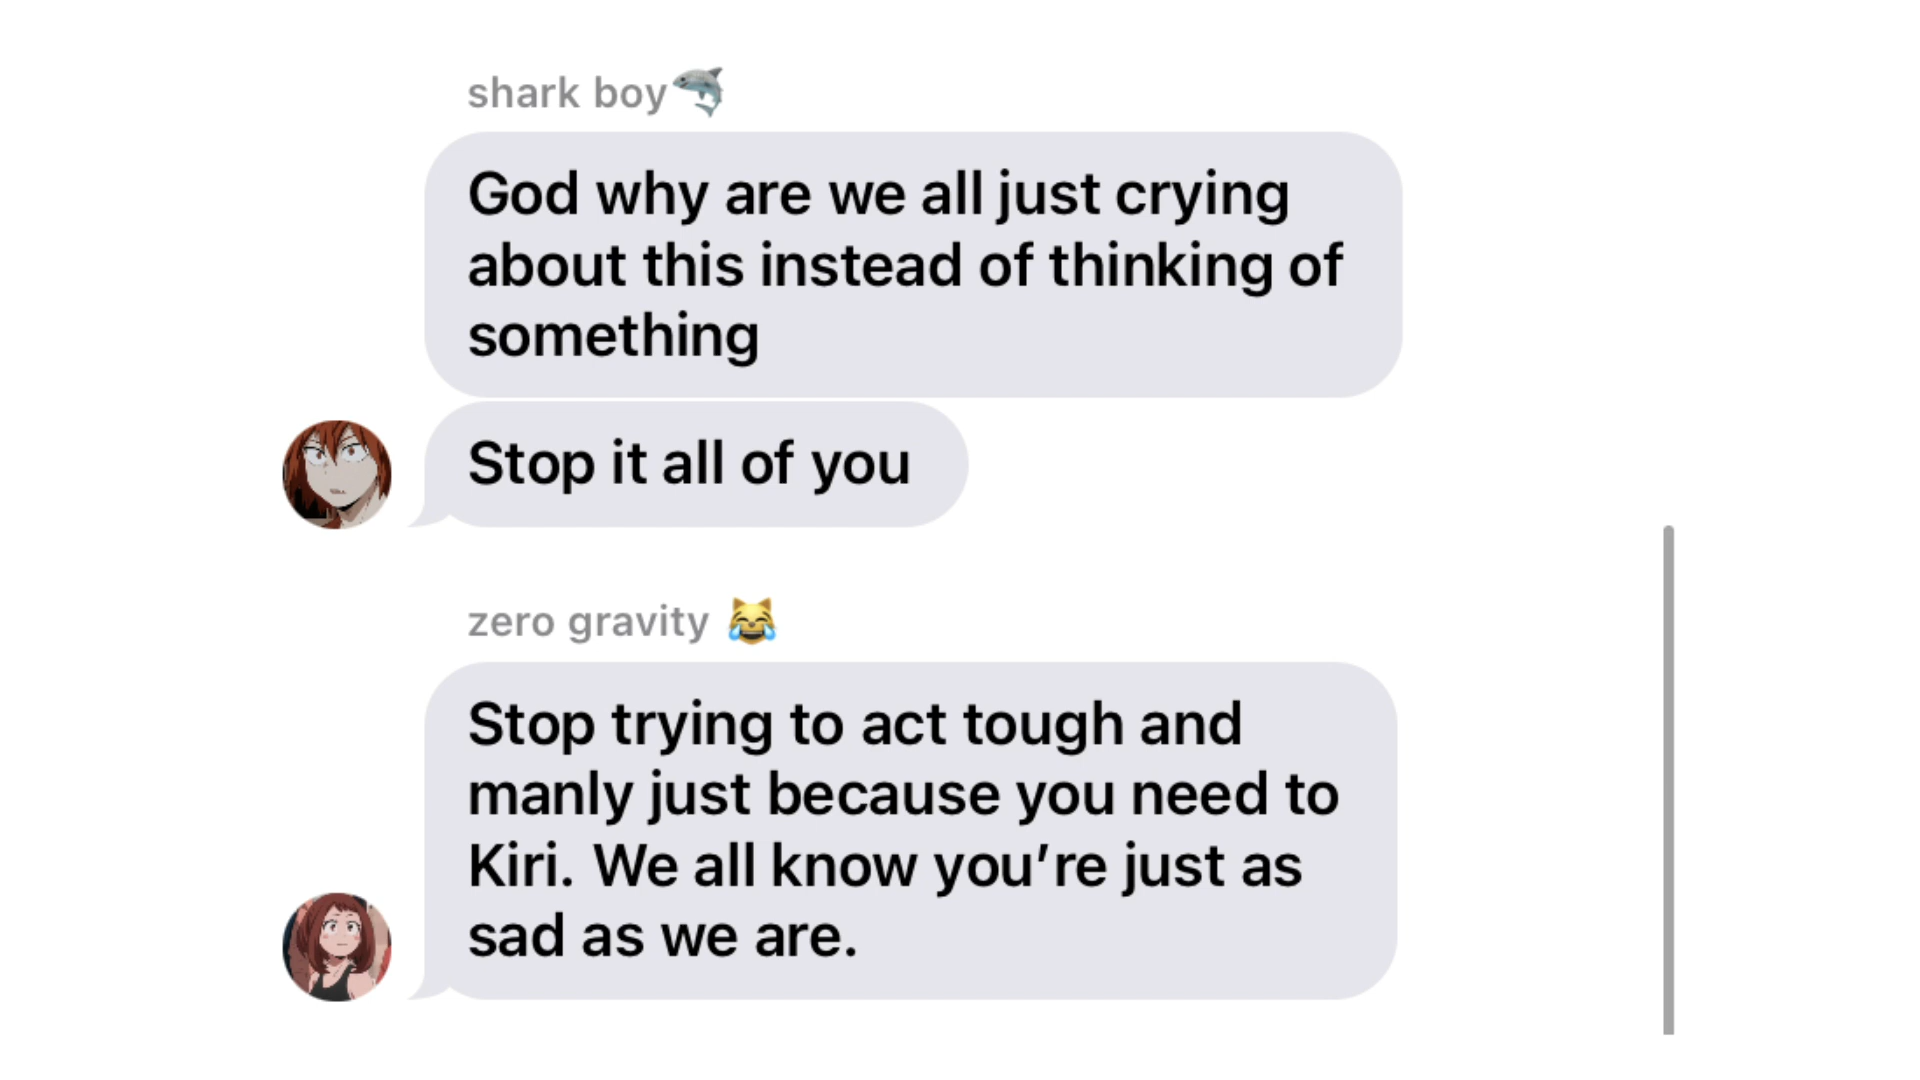 shark boy🦈
God why are we all just crying
about this instead of thinking of
something
Stop it all of you
zero gravity 😹
Stop trying to act tough and
manly just because you need to
Kiri. We all know you’re just as
sad as we are.